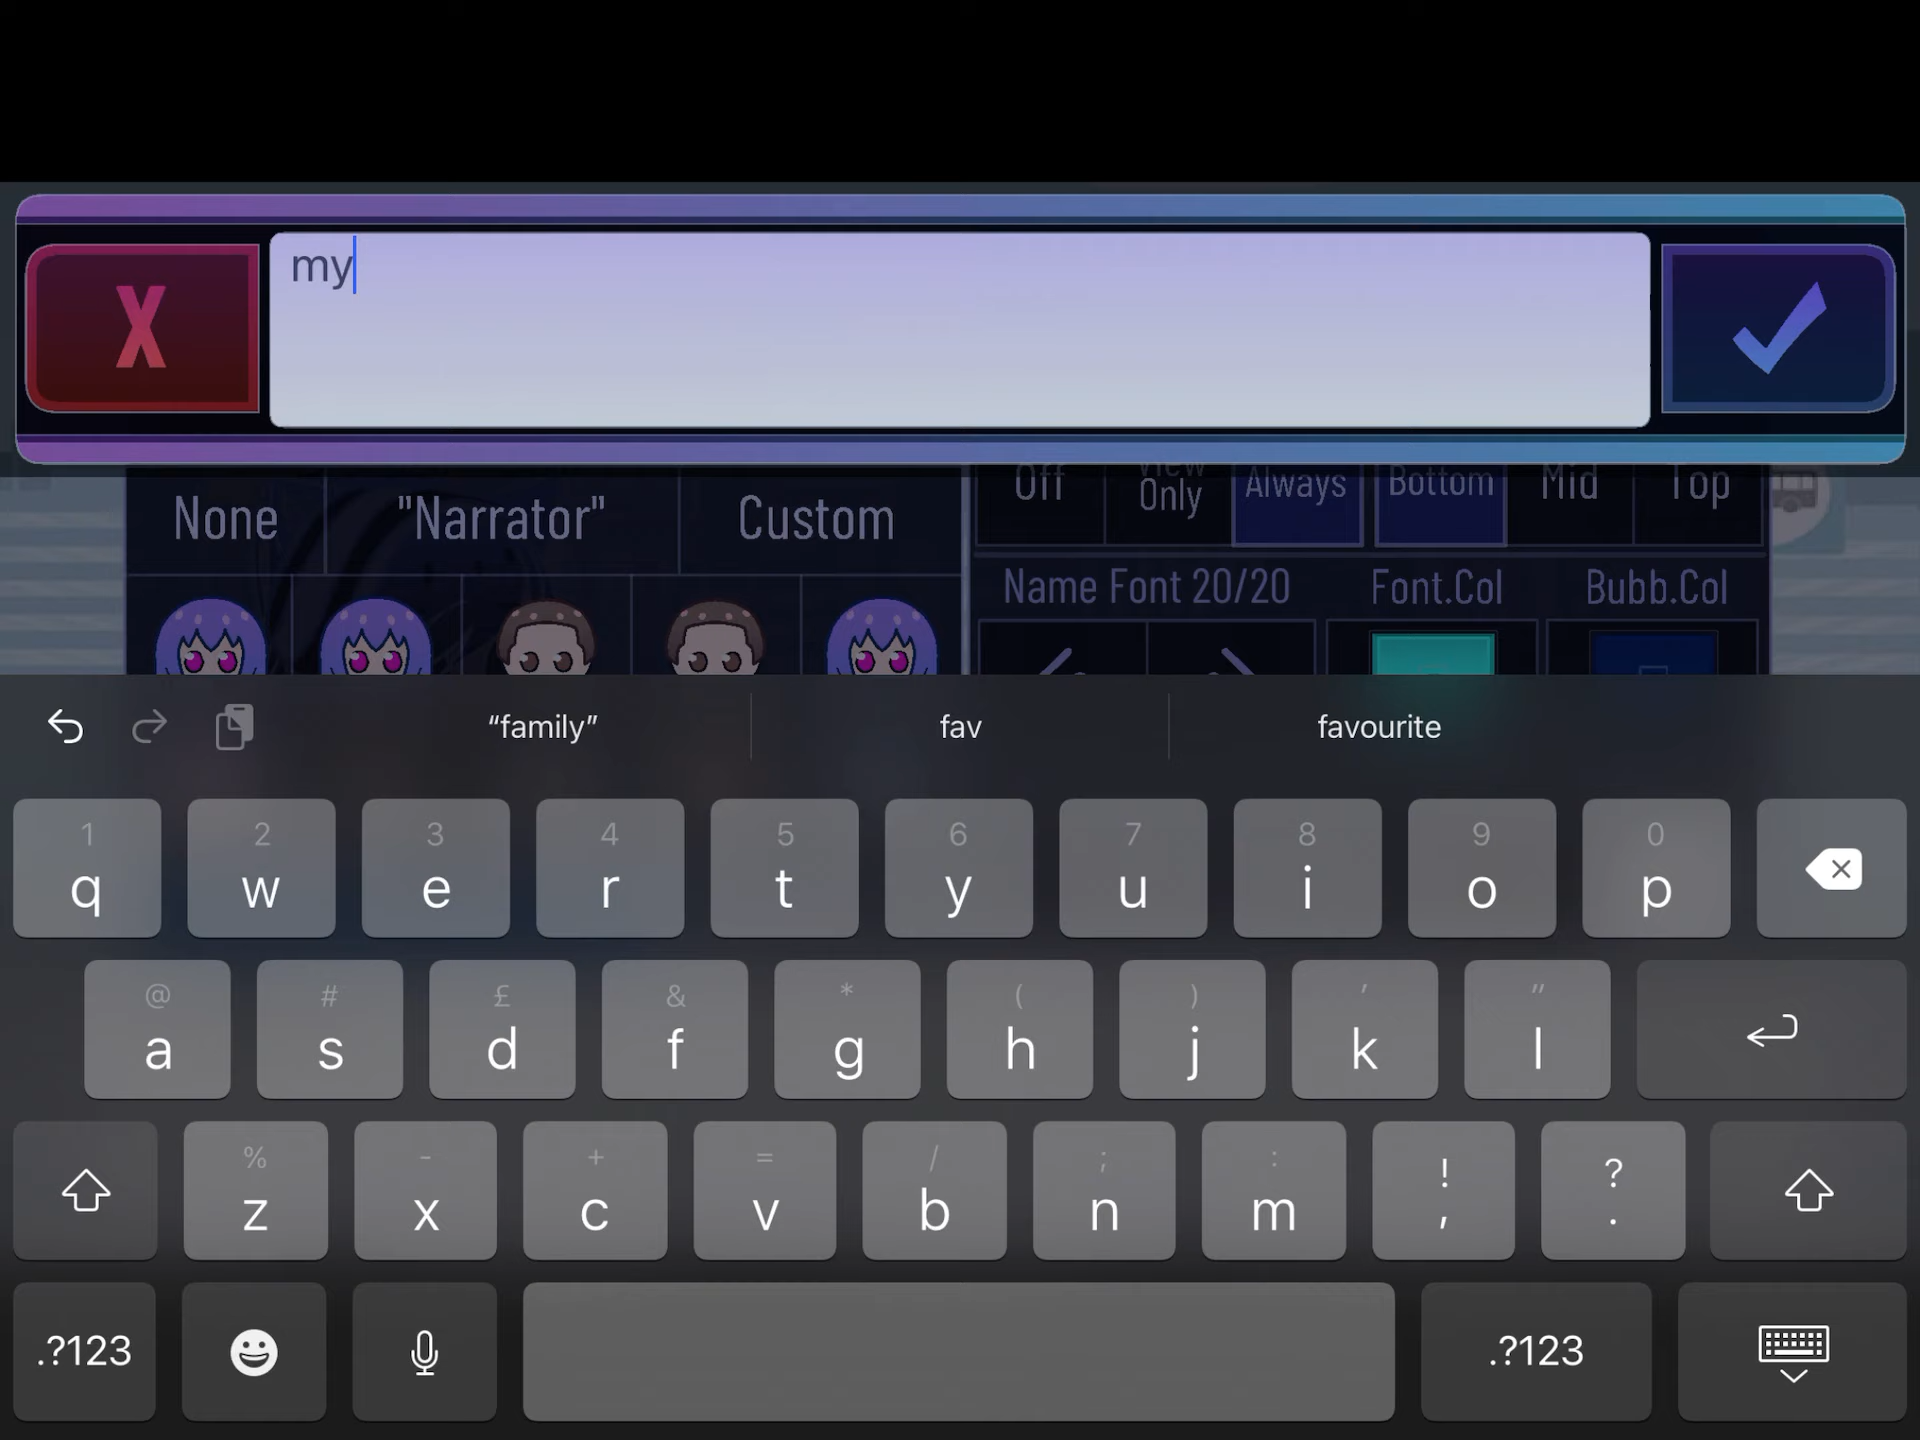 X
my
Off
View
Only
Always
Bottom
Mid
Top
None
"Narrator"
Custom
Name Font 20/20
Font.Col
Bubb.Col
“family”
fav
favourite
1 2 3 4 5 6 7 8 9 0
q w e r t y u i o p
@ # £ & * ( ) ' "
a s d f g h j k l
% - + = / ; : ! ?
z x c v b n m , .
.?123
.?123